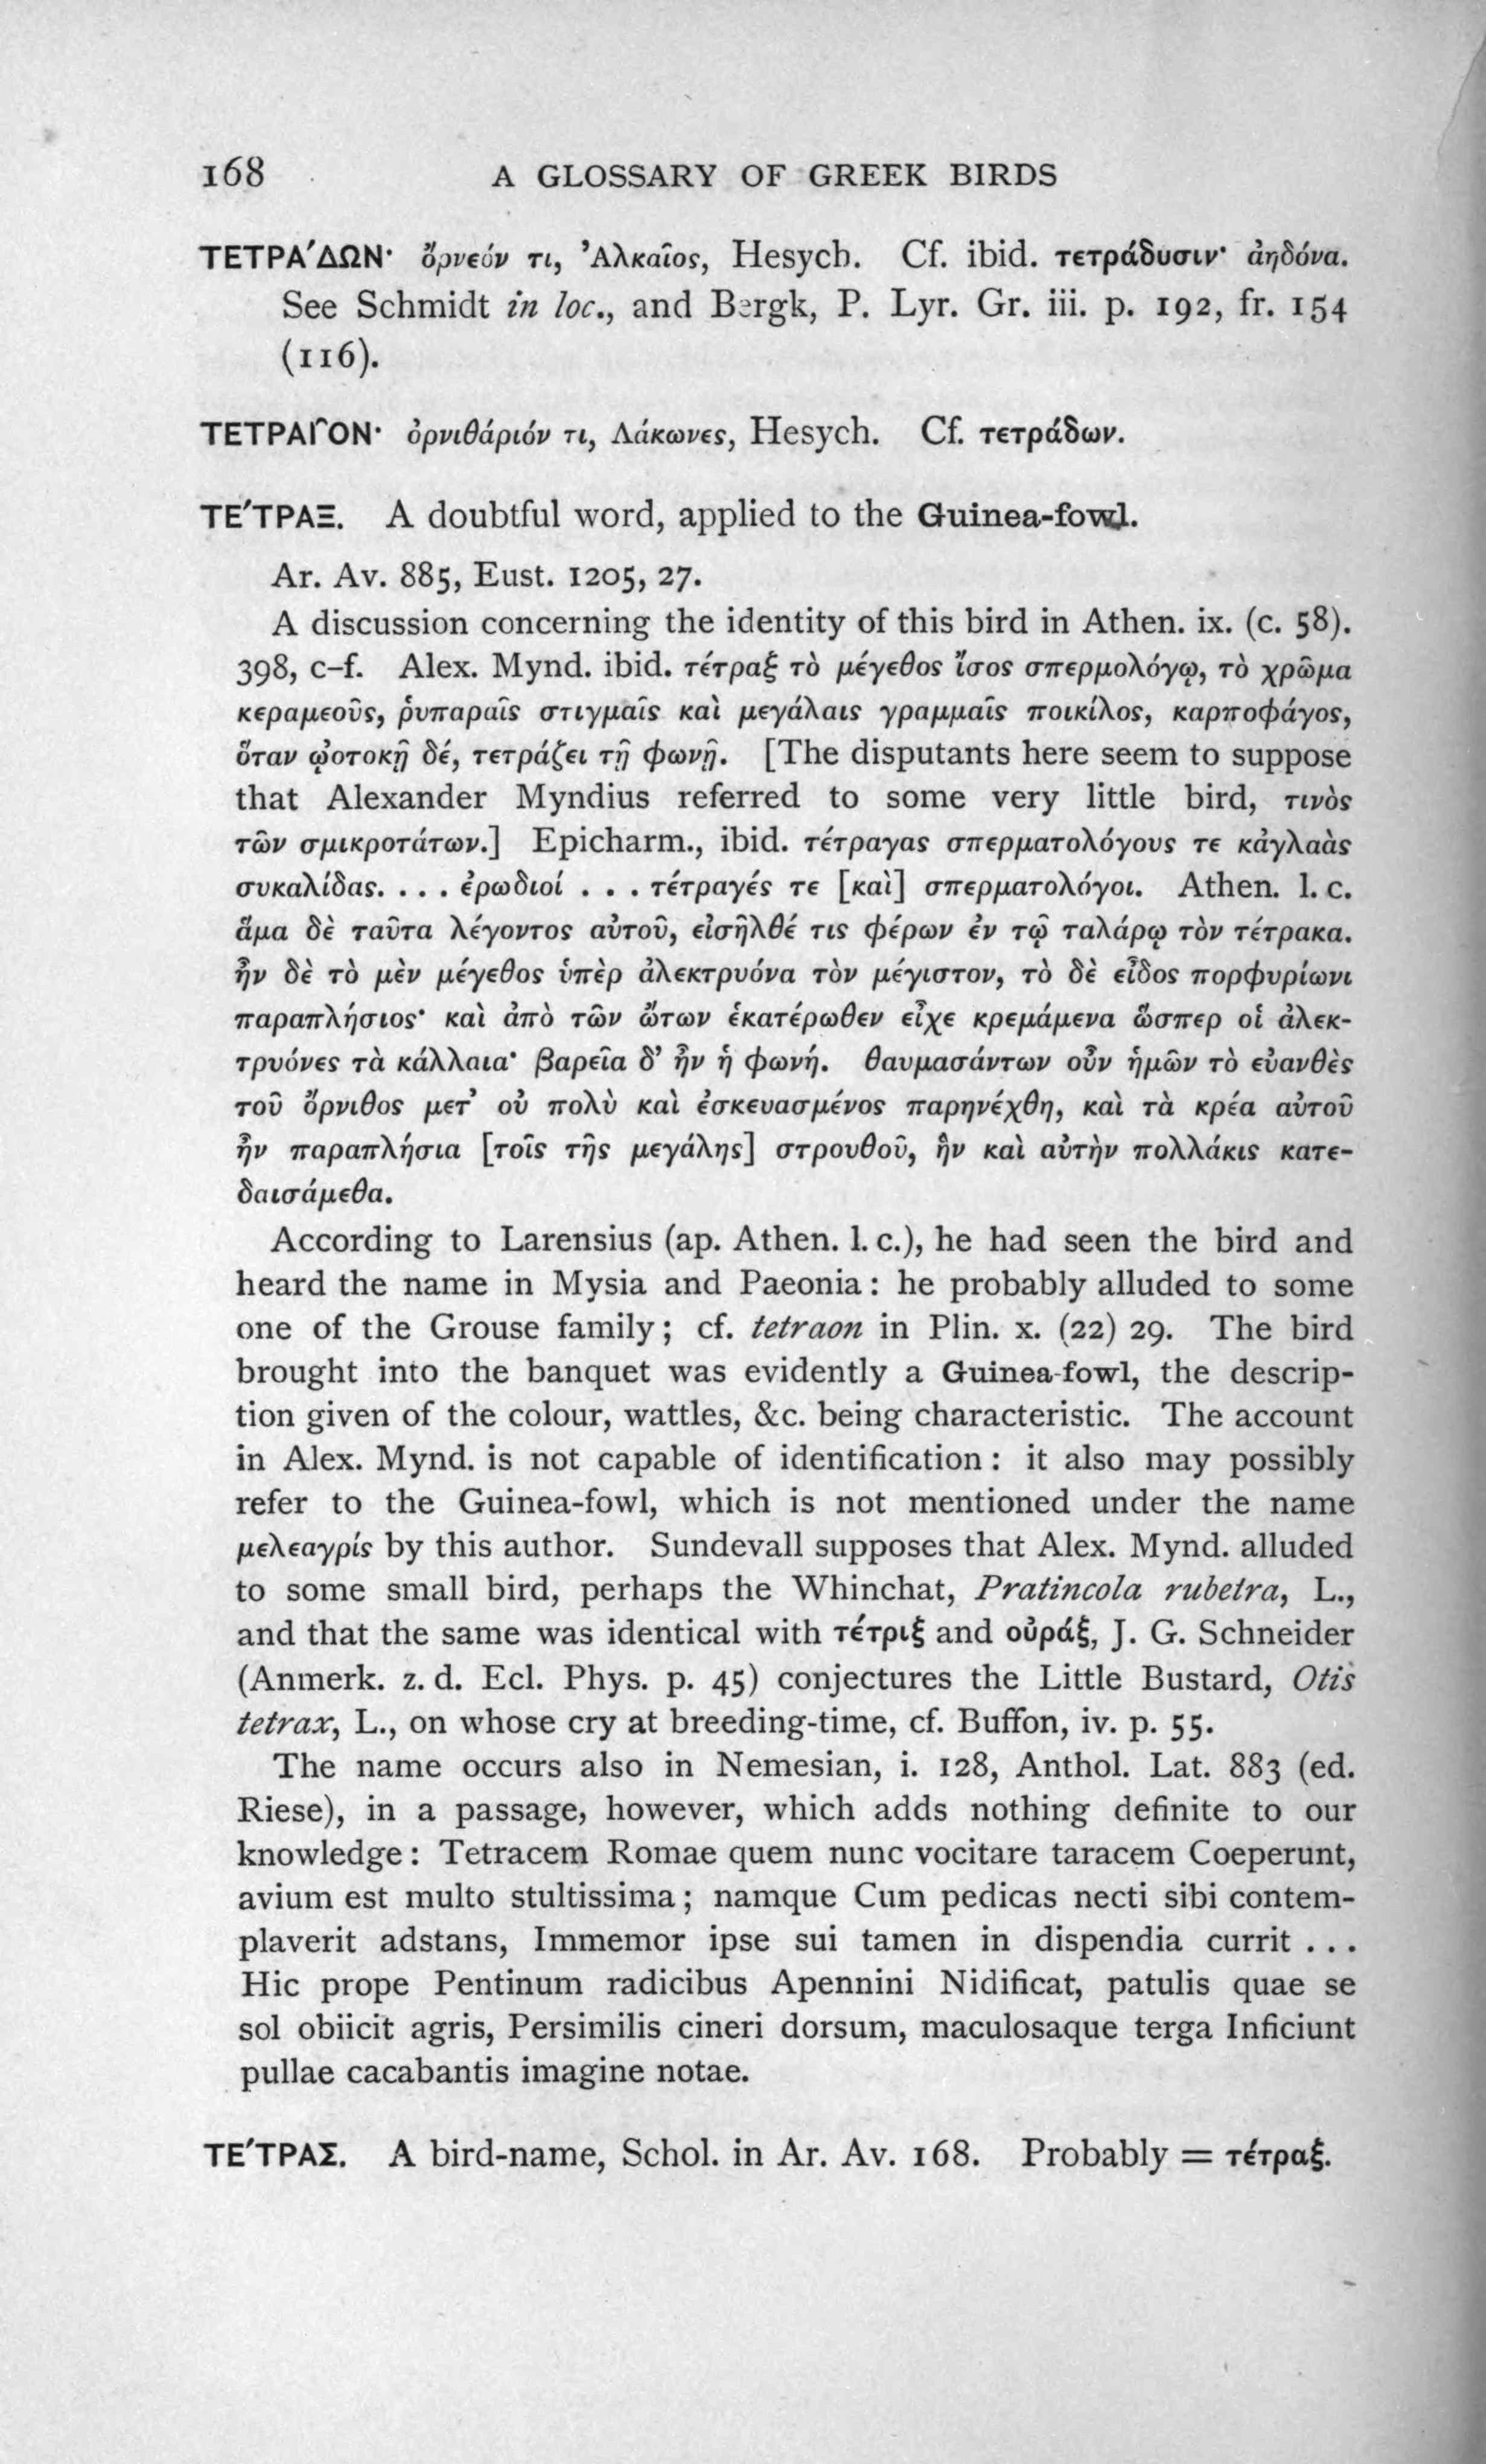 168 A GLOSSARY OF GREEK BIRDS
ΤΕΤΡΑ´ΔΩΝ· ὄρνεόν τι, Ἀλκαῖος, Hesych. Cf. ibid. τετράδυσιν· ἀηδόνα.
See Schmidt in loc., and Bergk, P. Lyr. Gr. iii. p. 192, fr. 154
(116).
ΤΕΤΡΑΙ͂ΟΝ· ὀρνιθάριόν τι, Λάκωνες, Hesych. Cf. τετράδων.
ΤΕ´ΤΡΑΞ. A doubtful word, applied to the Guinea-fowl.
Ar. Av. 885, Eust. 1205, 27.
A discussion concerning the identity of this bird in Athen. ix. (c. 58).
398, c–f. Alex. Mynd. ibid. τέτραξ τὸ μέγεθος ἴσος σπερμολόγῳ, τὸ χρῶμα
κεραμεοῦς, ῥυπαραῖς στιγμαῖς καὶ μεγάλαις γραμμαῖς ποικίλος, καρποφάγος,
ὅταν ᾠοτοκῇ δέ, τετράζει τῇ φωνῇ. [The disputants here seem to suppose
that Alexander Myndius referred to some very little bird, τινὸς
τῶν σμικροτάτων.] Epicharm., ibid. τέτραγας σπερματολόγους τε κἀγλαὰς
συκαλίδας. . . . ἐρωδιοί . . . τέτραγές τε [καὶ] σπερματολόγοι. Athen. l. c.
ἅμα δὲ ταῦτα λέγοντος αὐτοῦ, εἰσῆλθέ τις φέρων ἐν τῷ ταλάρῳ τὸν τέτρακα.
ἦν δὲ τὸ μὲν μέγεθος ὑπὲρ ἀλεκτρυόνα τὸν μέγιστον, τὸ δὲ εἶδος πορφυρίωνι
παραπλήσιος· καὶ ἀπὸ τῶν ὤτων ἑκατέρωθεν εἶχε κρεμάμενα ὥσπερ οἱ ἀλεκ-
τρυόνες τὰ κάλλαια· βαρεῖα δ’ ἦν ἡ φωνή. θαυμασάντων οὖν ἡμῶν τὸ εὐανθὲς
τοῦ ὄρνιθος μετ’ οὐ πολὺ καὶ ἐσκευασμένος παρηνέχθη, καὶ τὰ κρέα αὐτοῦ
ἦν παραπλήσια [τοῖς τῆς μεγάλης] στρουθοῦ, ἣν καὶ αὐτὴν πολλάκις κατε-
δαισάμεθα.
According to Larensius (ap. Athen. l. c.), he had seen the bird and
heard the name in Mysia and Paeonia : he probably alluded to some
one of the Grouse family ; cf. tetraon in Plin. x. (22) 29. The bird
brought into the banquet was evidently a Guinea-fowl, the descrip-
tion given of the colour, wattles, &c. being characteristic. The account
in Alex. Mynd. is not capable of identification : it also may possibly
refer to the Guinea-fowl, which is not mentioned under the name
μελεαγρίς by this author. Sundevall supposes that Alex. Mynd. alluded
to some small bird, perhaps the Whinchat, Pratincola rubetra, L.,
and that the same was identical with τέτριξ and οὐράξ, J. G. Schneider
(Anmerk. z. d. Ecl. Phys. p. 45) conjectures the Little Bustard, Otis
tetrax, L., on whose cry at breeding-time, cf. Buffon, iv. p. 55.
The name occurs also in Nemesian, i. 128, Anthol. Lat. 883 (ed.
Riese), in a passage, however, which adds nothing definite to our
knowledge : Tetracem Romae quem nunc vocitare taracem Coeperunt,
avium est multo stultissima ; namque Cum pedicas necti sibi contem-
plaverit adstans, Immemor ipse sui tamen in dispendia currit . . .
Hic prope Pentinum radicibus Apennini Nidificat, patulis quae se
sol obiicit agris, Persimilis cineri dorsum, maculosaque terga Inficiunt
pullae cacabantis imagine notae.
ΤΕ´ΤΡΑΣ. A bird-name, Schol. in Ar. Av. 168. Probably = τέτραξ.